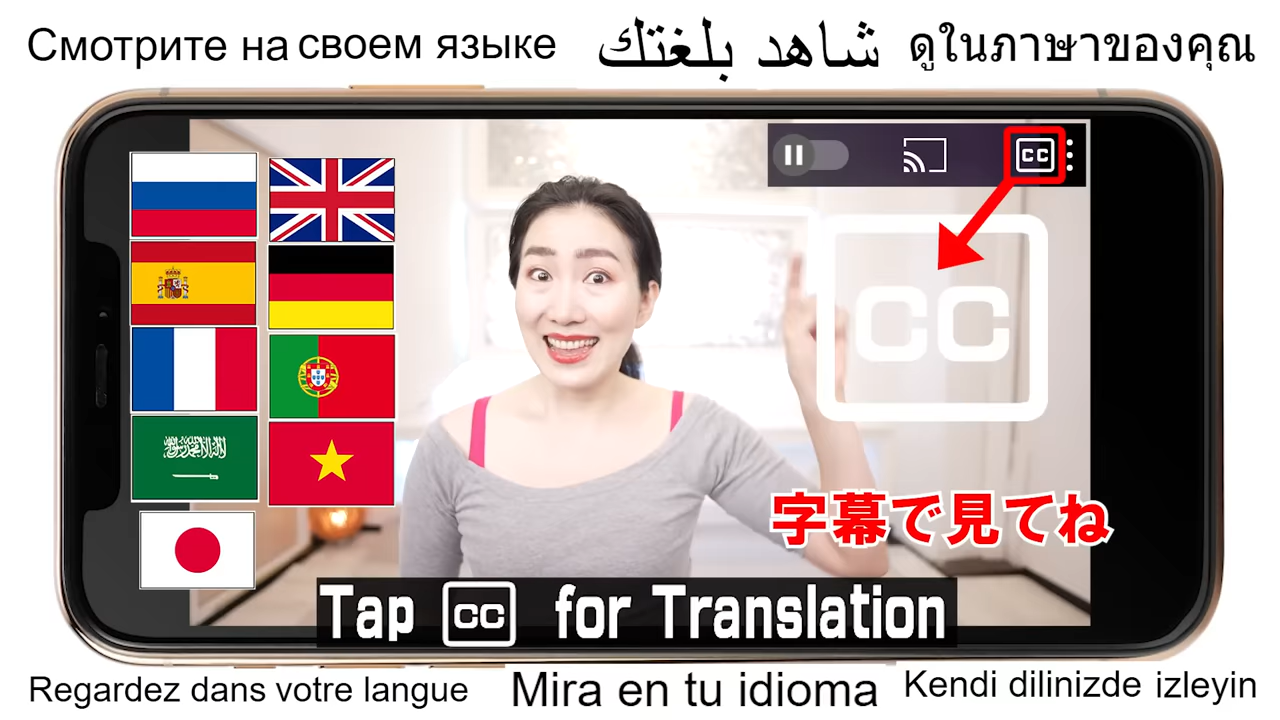 Смотрите на своем языке
شاهد بلغتك
ดูในภาษาของคุณ
CC
CC
字幕で見てね
Tap CC for Translation
Regardez dans votre langue
Mira en tu idioma
Kendi dilinizde izleyin